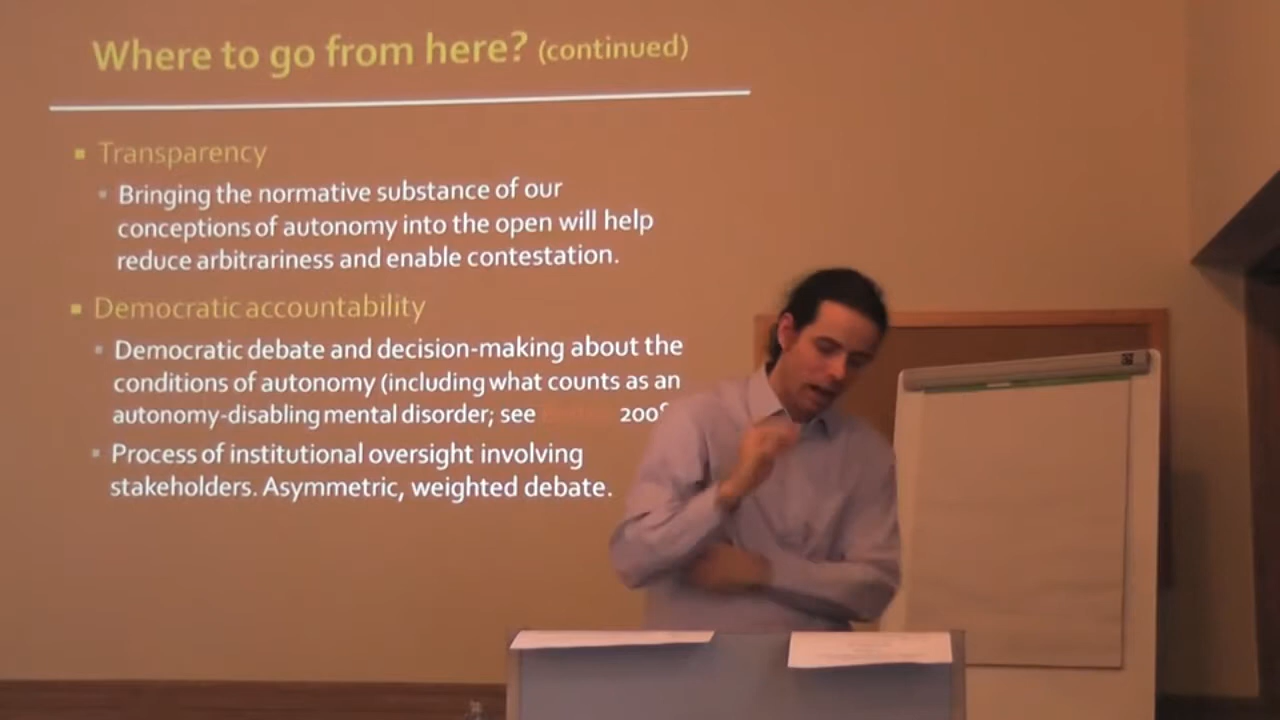 Where to go from here? (continued)
Transparency
Bringing the normative substance of our
conceptions of autonomy into the open will help
reduce arbitrariness and enable contestation.
Democratic accountability
Democratic debate and decision-making about the
conditions of autonomy (including what counts as an
autonomy-disabling mental disorder; see
Process of institutional oversight involving
stakeholders. Asymmetric, weighted debate.